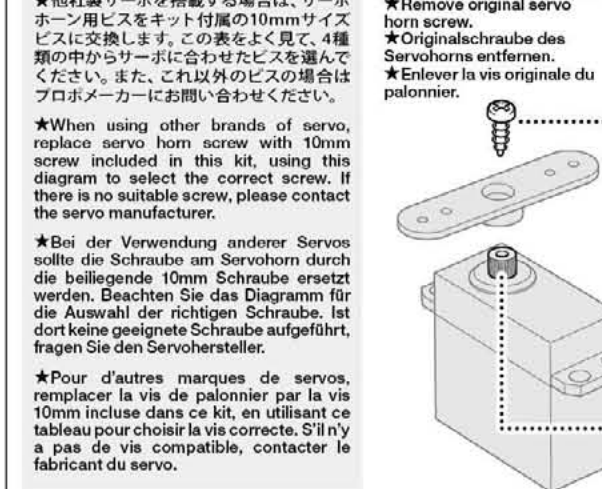 ★他社製サーボを搭載する場合は、サーボ
ホーン用ビスをキット付属の10mmサイズ
ビスに交換します。この表をよく見て、4種
類の中からサーボに合わせたビスを選んで
ください。また、これ以外のビスの場合は
プロポメーカーにお問い合わせください。
★When using other brands of servo,
replace servo horn screw with 10mm
screw included in this kit, using this
diagram to select the correct screw. If
there is no suitable screw, please contact
the servo manufacturer.
★Bei der Verwendung anderer Servos
sollte die Schraube am Servohorn durch
die beiliegende 10mm Schraube ersetzt
werden. Beachten Sie das Diagramm für
die Auswahl der richtigen Schraube. Ist
dort keine geeignete Schraube aufgeführt,
fragen Sie den Servohersteller.
★Pour d'autres marques de servos,
remplacer la vis de palonnier par la vis
10mm incluse dans ce kit, en utilisant ce
tableau pour choisir la vis correcte. S'il n'y
a pas de vis compatible, contacter le
fabricant du servo.
★Remove original servo
horn screw.
★Originalschraube des
Servohorns entfernen.
★Enlever la vis originale du
palonnier.